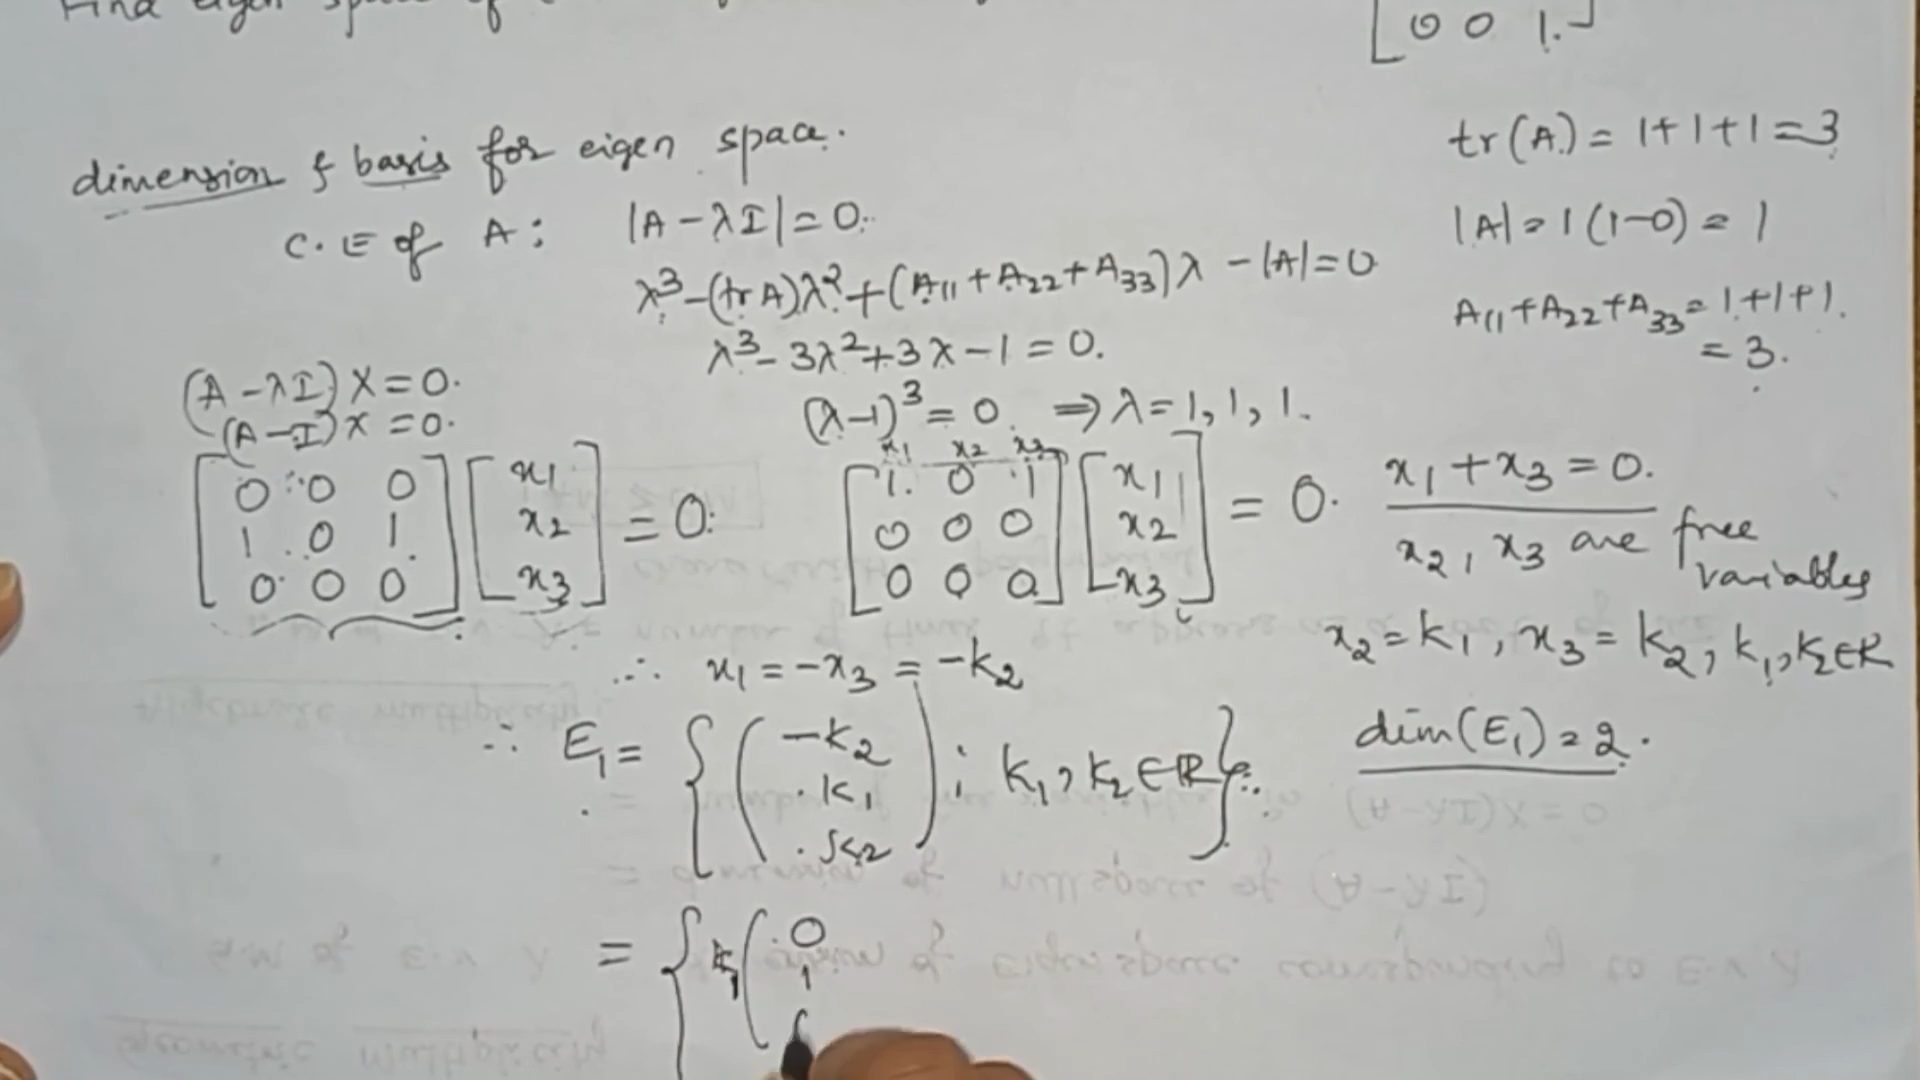 Find eigen space of
[0 0 1.]
dimension & basis for eigen space.
tr(A) = 1+1+1=3
C.E of A: |A-λI|=0.
|A|=1(1-0)=1
λ³-(trA)λ²+(A₁₁+A₂₂+A₃₃)λ-|A|=0
A₁₁+A₂₂+A₃₃=1+1+1.
= 3.
λ³-3λ²+3λ-1=0.
(A-λI)X=0.
(λ-1)³=0. ⇒λ=1,1,1.
(A-I)X=0.
x₁ x₂ x₃
[0 0 0] [x₁] [1. 0 1] [x₁] x₁+x₃=0.
[1 0 1] [x₂] =0. [0 0 0] [x₂] = 0. x₂, x₃ are free
[0 0 0] [x₃] [0 0 0] [x₃] variables
x₂=k₁, x₃=k₂, k₁,k₂∈R
∴ x₁=-x₃=-k₂
∴ E₁= { (-k₂ ; k₁,k₂∈R}
k₁
k₂)
dim(E₁)=2.
= { k₁ (0
1